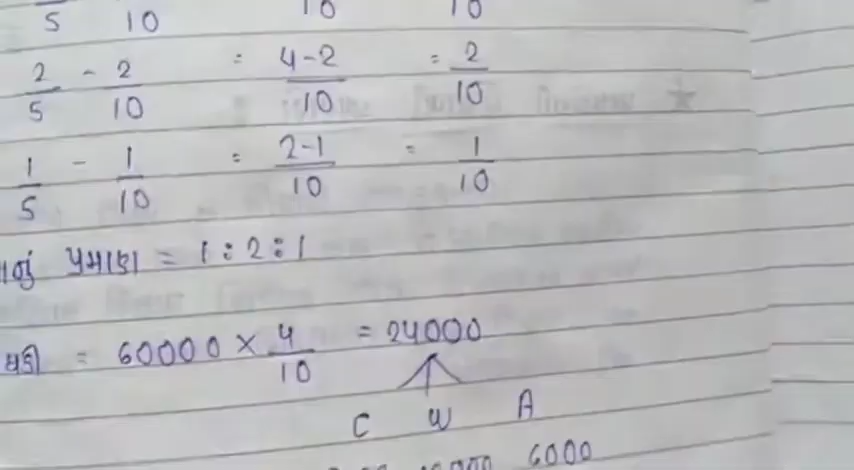 5 10 10 10
2/5 - 2/10 = 4-2/10 = 2/10
1/5 - 1/10 = 2-1/10 = 1/10
પ્રમાણ = 1:2:1
= 60000 × 4/10 = 24000
C W A
6000